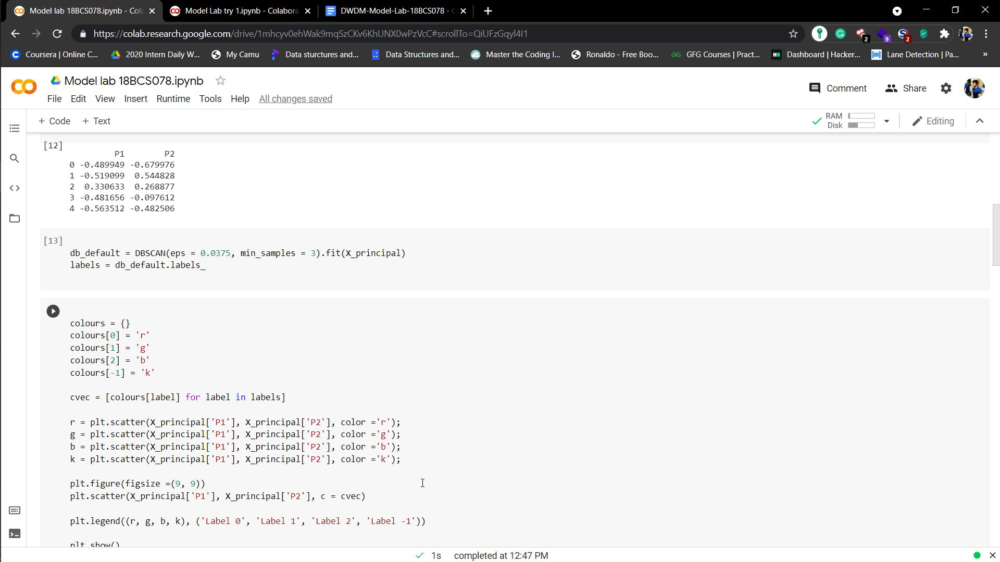 Model lab 18BCS078.ipynb - Cola
Model Lab try 1.ipynb - Colabora
DWDM-Model-Lab-18BCS078 -
https://colab.research.google.com/drive/1mhcyv0ehWak9mqSzCKv6KhUNX0wPzVcC#scrollTo=QiUFzGqyl4I1
2
9
2
Coursera | Online C...
2020 Intern Daily W...
My Camu
Data sturctures and...
Data Structures and...
Master the Coding I...
Ronaldo - Free Boo...
GFG Courses | Pract...
Dashboard | Hacker...
Lane Detection | Pa...
»
Model lab 18BCS078.ipynb
File Edit View Insert Runtime Tools Help All changes saved
Comment
Share
+ Code + Text
RAM
Disk
Editing
[12]
P1 P2
0 -0.489949 -0.679976
1 -0.519099 0.544828
2 0.330633 0.268877
3 -0.481656 -0.097612
4 -0.563512 -0.482506
[13]
db_default = DBSCAN(eps = 0.0375, min_samples = 3).fit(X_principal)
labels = db_default.labels_
colours = {}
colours[0] = 'r'
colours[1] = 'g'
colours[2] = 'b'
colours[-1] = 'k'
cvec = [colours[label] for label in labels]
r = plt.scatter(X_principal['P1'], X_principal['P2'], color ='r');
g = plt.scatter(X_principal['P1'], X_principal['P2'], color ='g');
b = plt.scatter(X_principal['P1'], X_principal['P2'], color ='b');
k = plt.scatter(X_principal['P1'], X_principal['P2'], color ='k');
plt.figure(figsize =(9, 9))
plt.scatter(X_principal['P1'], X_principal['P2'], c = cvec)
plt.legend((r, g, b, k), ('Label 0', 'Label 1', 'Label 2', 'Label -1'))
plt.show()
1s completed at 12:47 PM